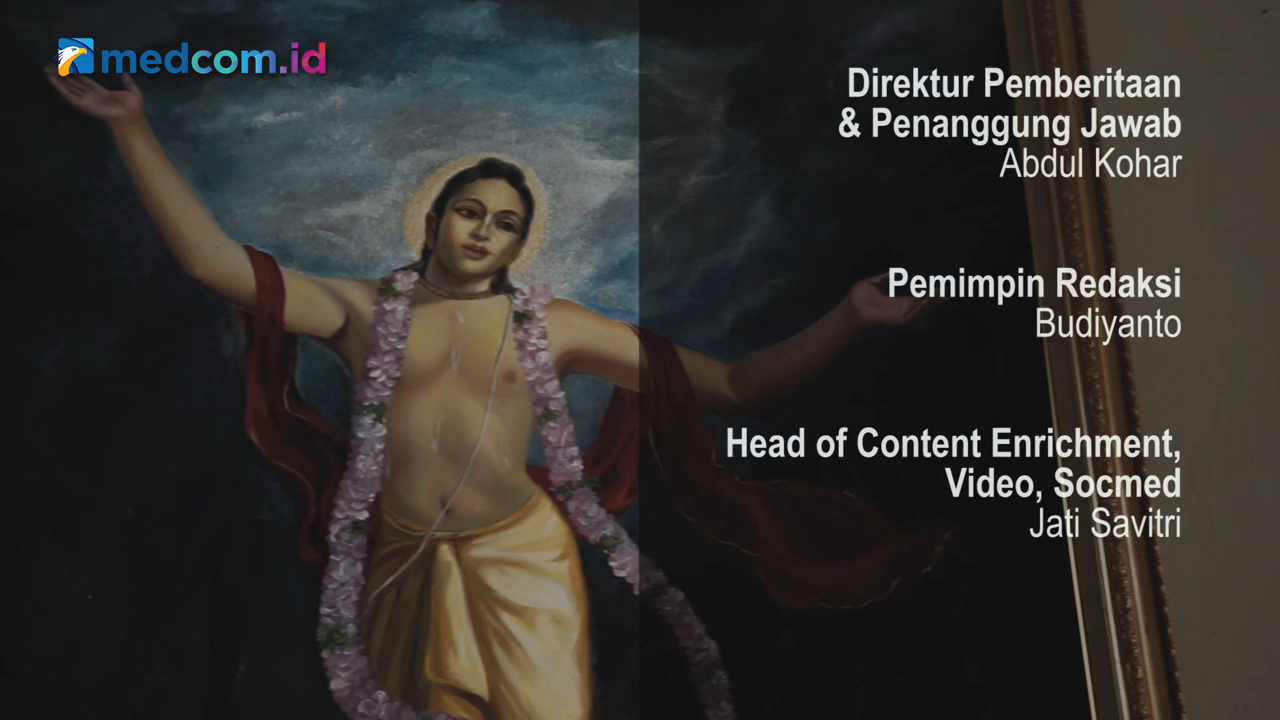 medcom.id
Direktur Pemberitaan
& Penanggung Jawab
Abdul Kohar
Pemimpin Redaksi
Budiyanto
Head of Content Enrichment,
Video, Socmed
Jati Savitri